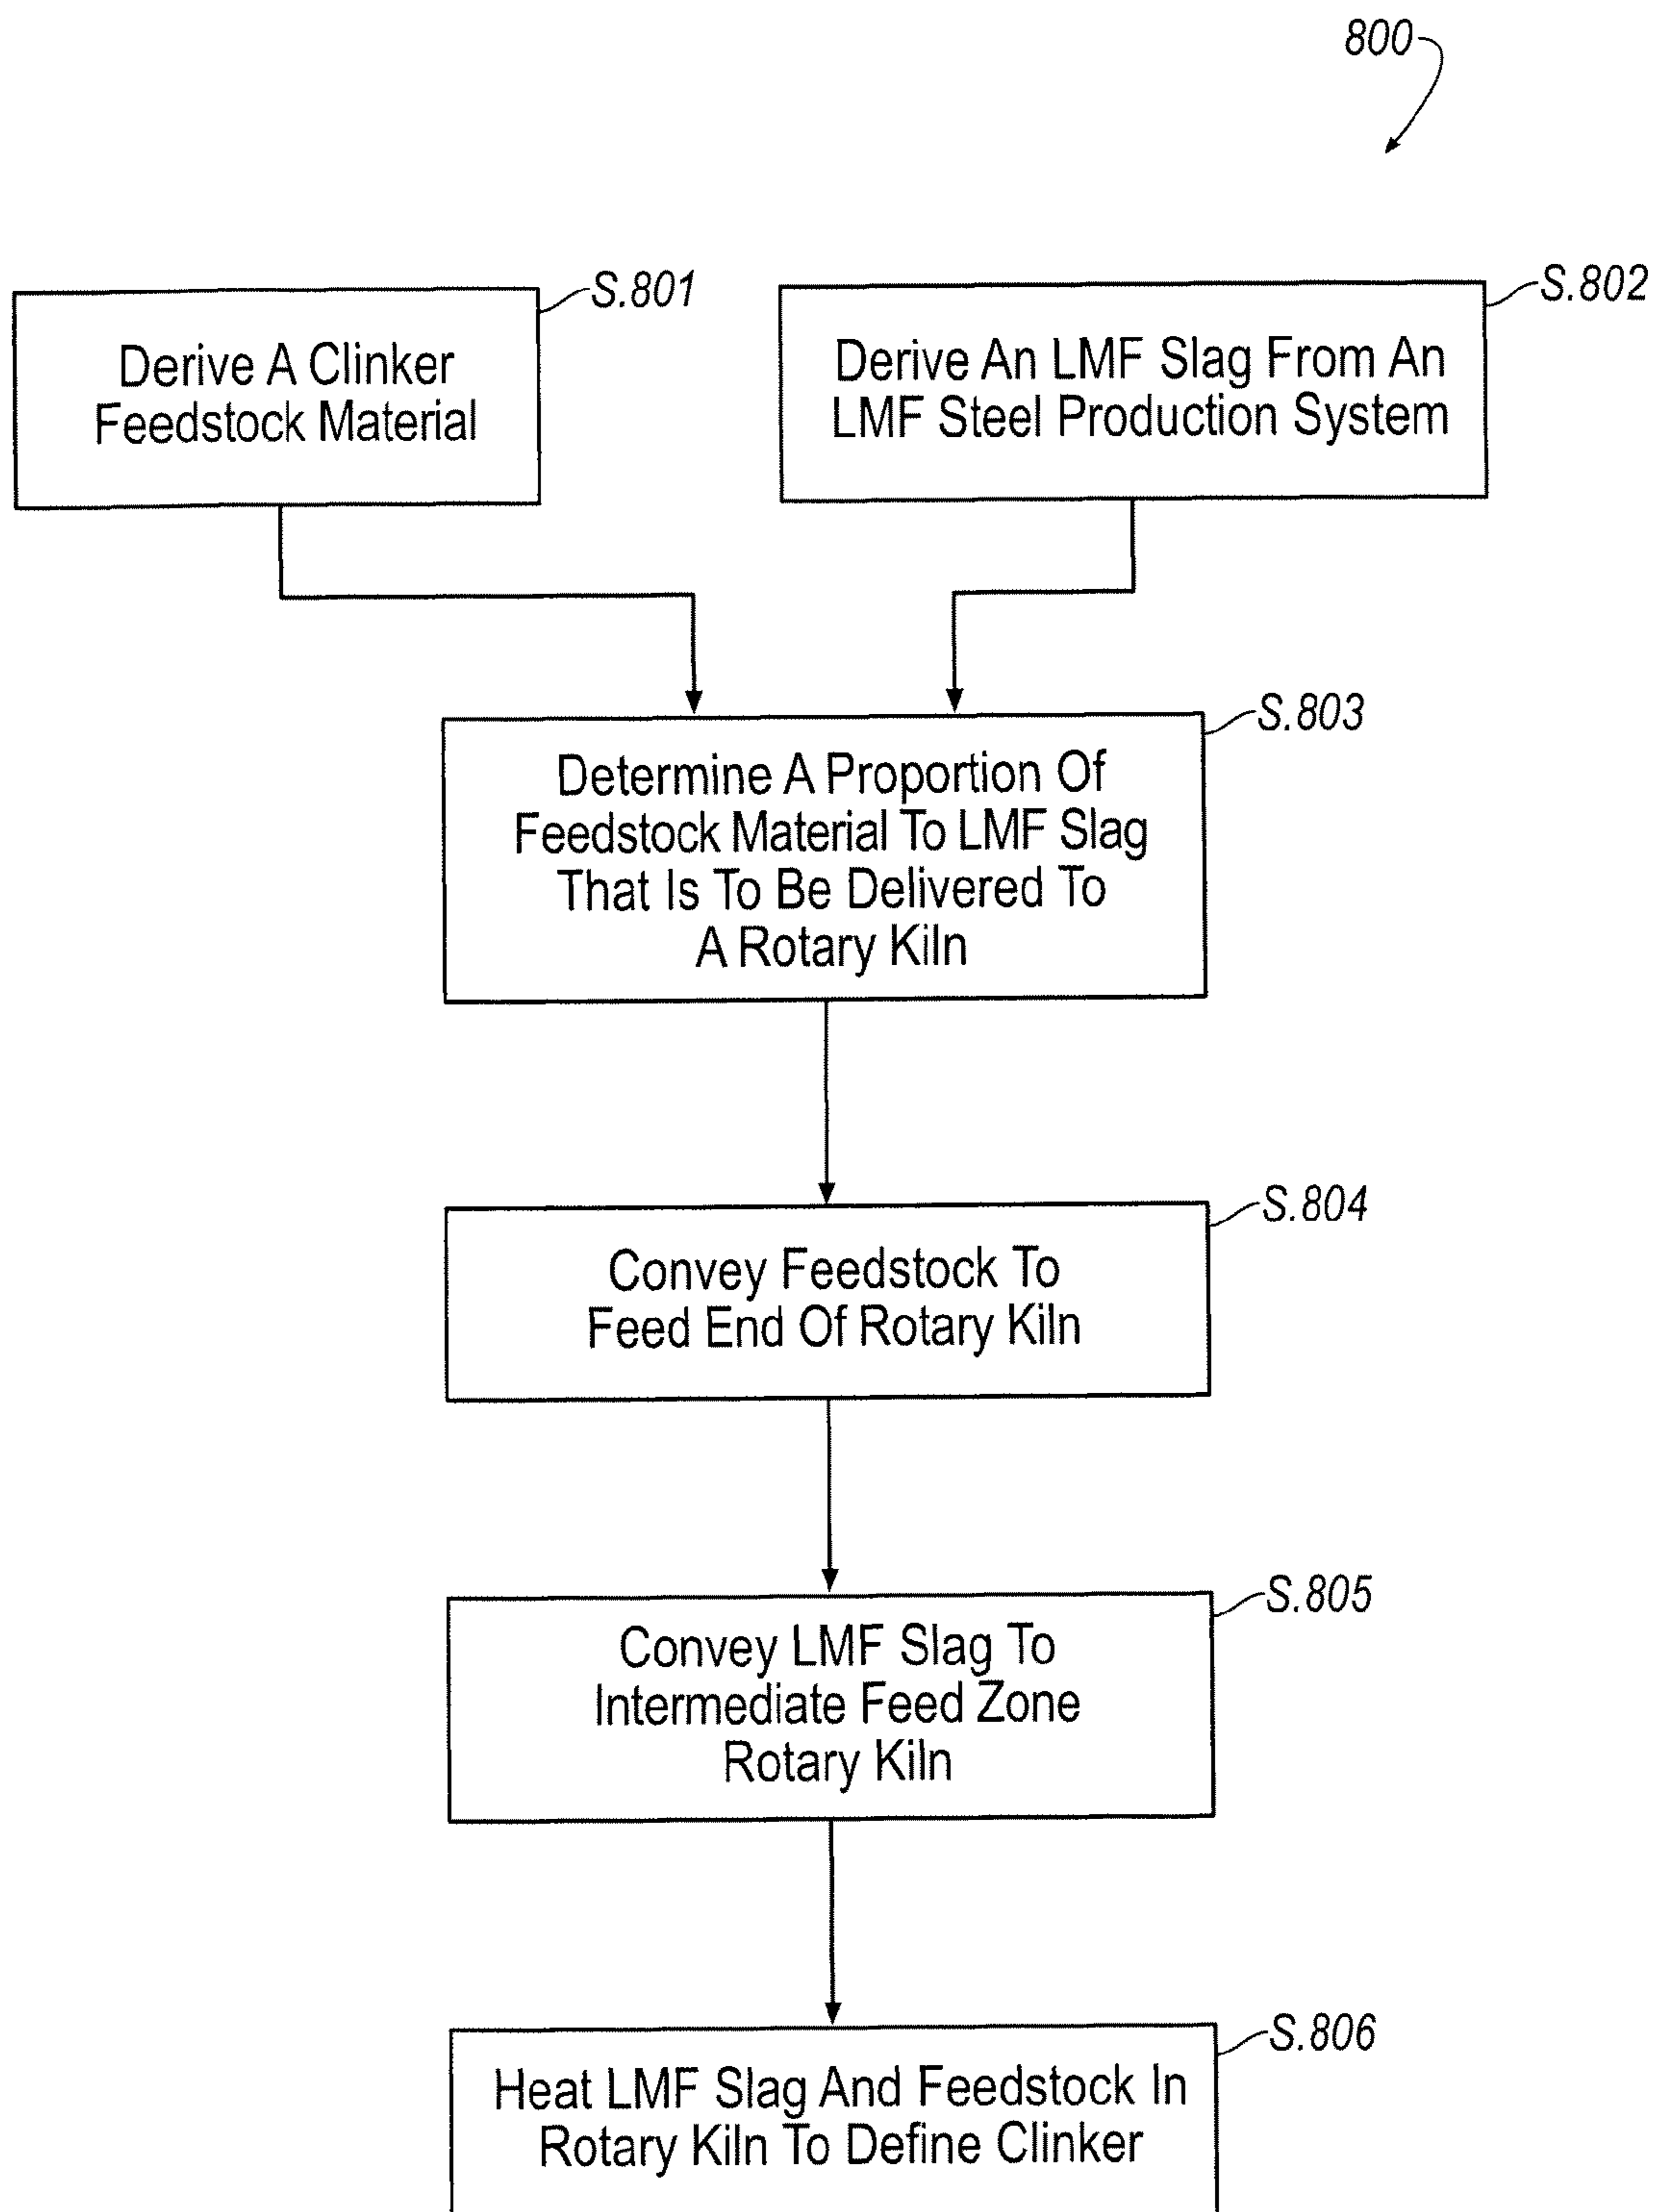 800
S.801
Derive A Clinker
Feedstock Material
S.802
Derive An LMF Slag From An
LMF Steel Production System
S.803
Determine A Proportion Of
Feedstock Material To LMF Slag
That Is To Be Delivered To
A Rotary Kiln
S.804
Convey Feedstock To
Feed End Of Rotary Kiln
S.805
Convey LMF Slag To
Intermediate Feed Zone
Rotary Kiln
S.806
Heat LMF Slag And Feedstock In
Rotary Kiln To Define Clinker